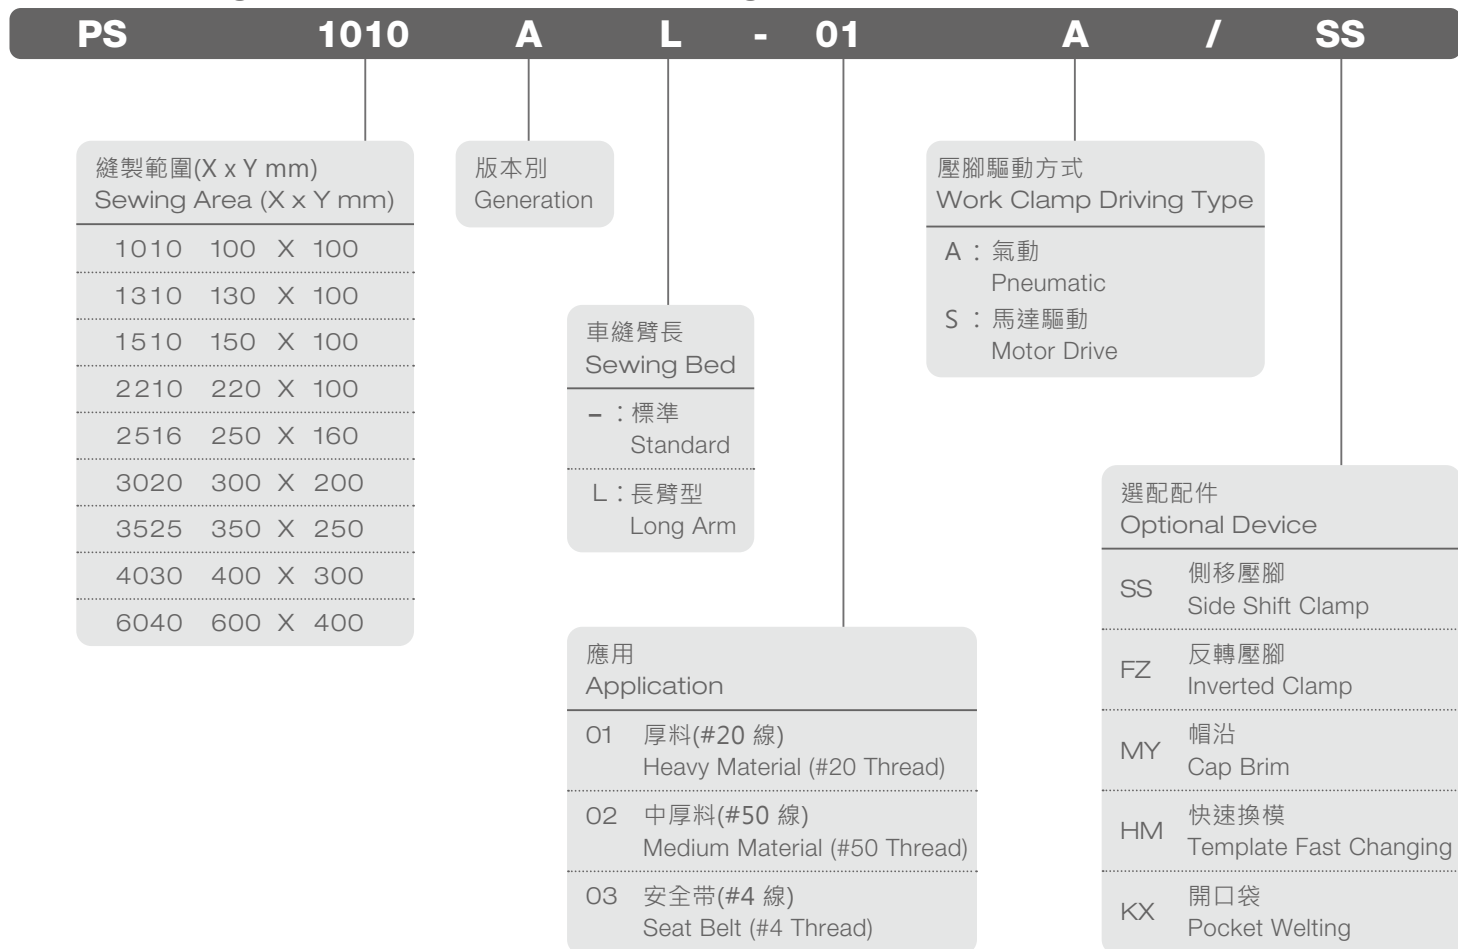 PS 1010 A L - 01 A / SS
縫製範圍(X x Y mm)
Sewing Area (X x Y mm)
1010 100 X 100
1310 130 X 100
1510 150 X 100
2210 220 X 100
2516 250 X 160
3020 300 X 200
3525 350 X 250
4030 400 X 300
6040 600 X 400
版本別
Generation
車縫臂長
Sewing Bed
–：標準
Standard
L：長臂型
Long Arm
應用
Application
01 厚料(#20 線)
Heavy Material (#20 Thread)
02 中厚料(#50 線)
Medium Material (#50 Thread)
03 安全带(#4 線)
Seat Belt (#4 Thread)
壓腳驅動方式
Work Clamp Driving Type
A：氣動
Pneumatic
S：馬達驅動
Motor Drive
選配配件
Optional Device
SS 側移壓腳
Side Shift Clamp
FZ 反轉壓腳
Inverted Clamp
MY 帽沿
Cap Brim
HM 快速換模
Template Fast Changing
KX 開口袋
Pocket Welting